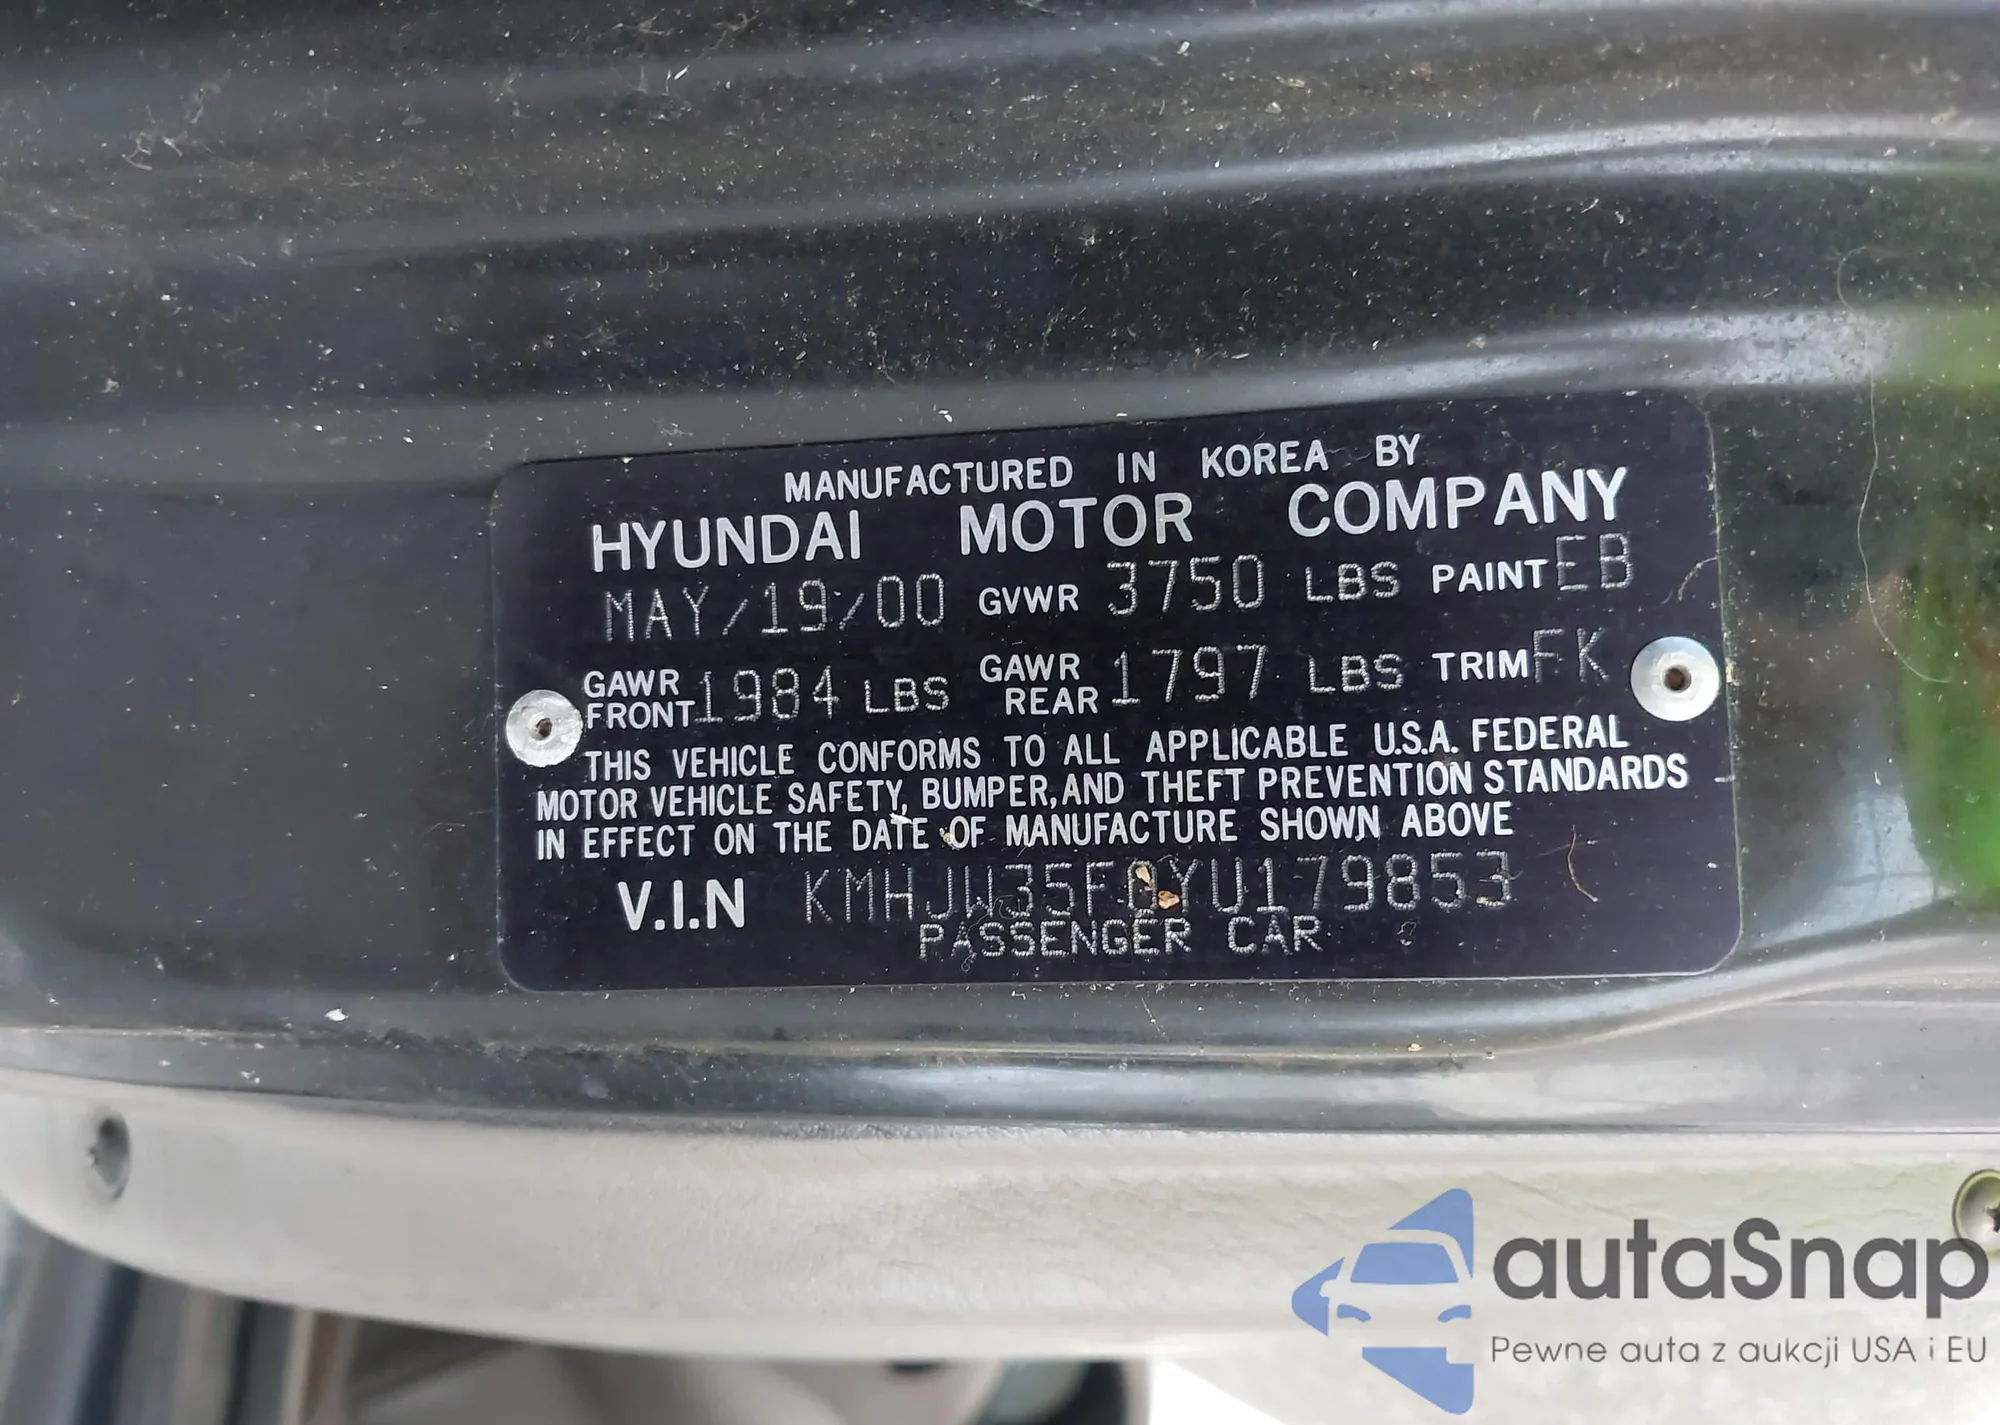 MANUFACTURED IN KOREA BY
HYUNDAI MOTOR COMPANY
MAY/19/00 GVWR 3750 LBS PAINT EB
GAWR FRONT 1984 LBS GAWR REAR 1797 LBS TRIM FK
THIS VEHICLE CONFORMS TO ALL APPLICABLE U.S.A. FEDERAL
MOTOR VEHICLE SAFETY, BUMPER, AND THEFT PREVENTION STANDARDS
IN EFFECT ON THE DATE OF MANUFACTURE SHOWN ABOVE
V.I.N KMHJW35F0YU179853
PASSENGER CAR
autaSnap
Pewne auta z aukcji USA i EU